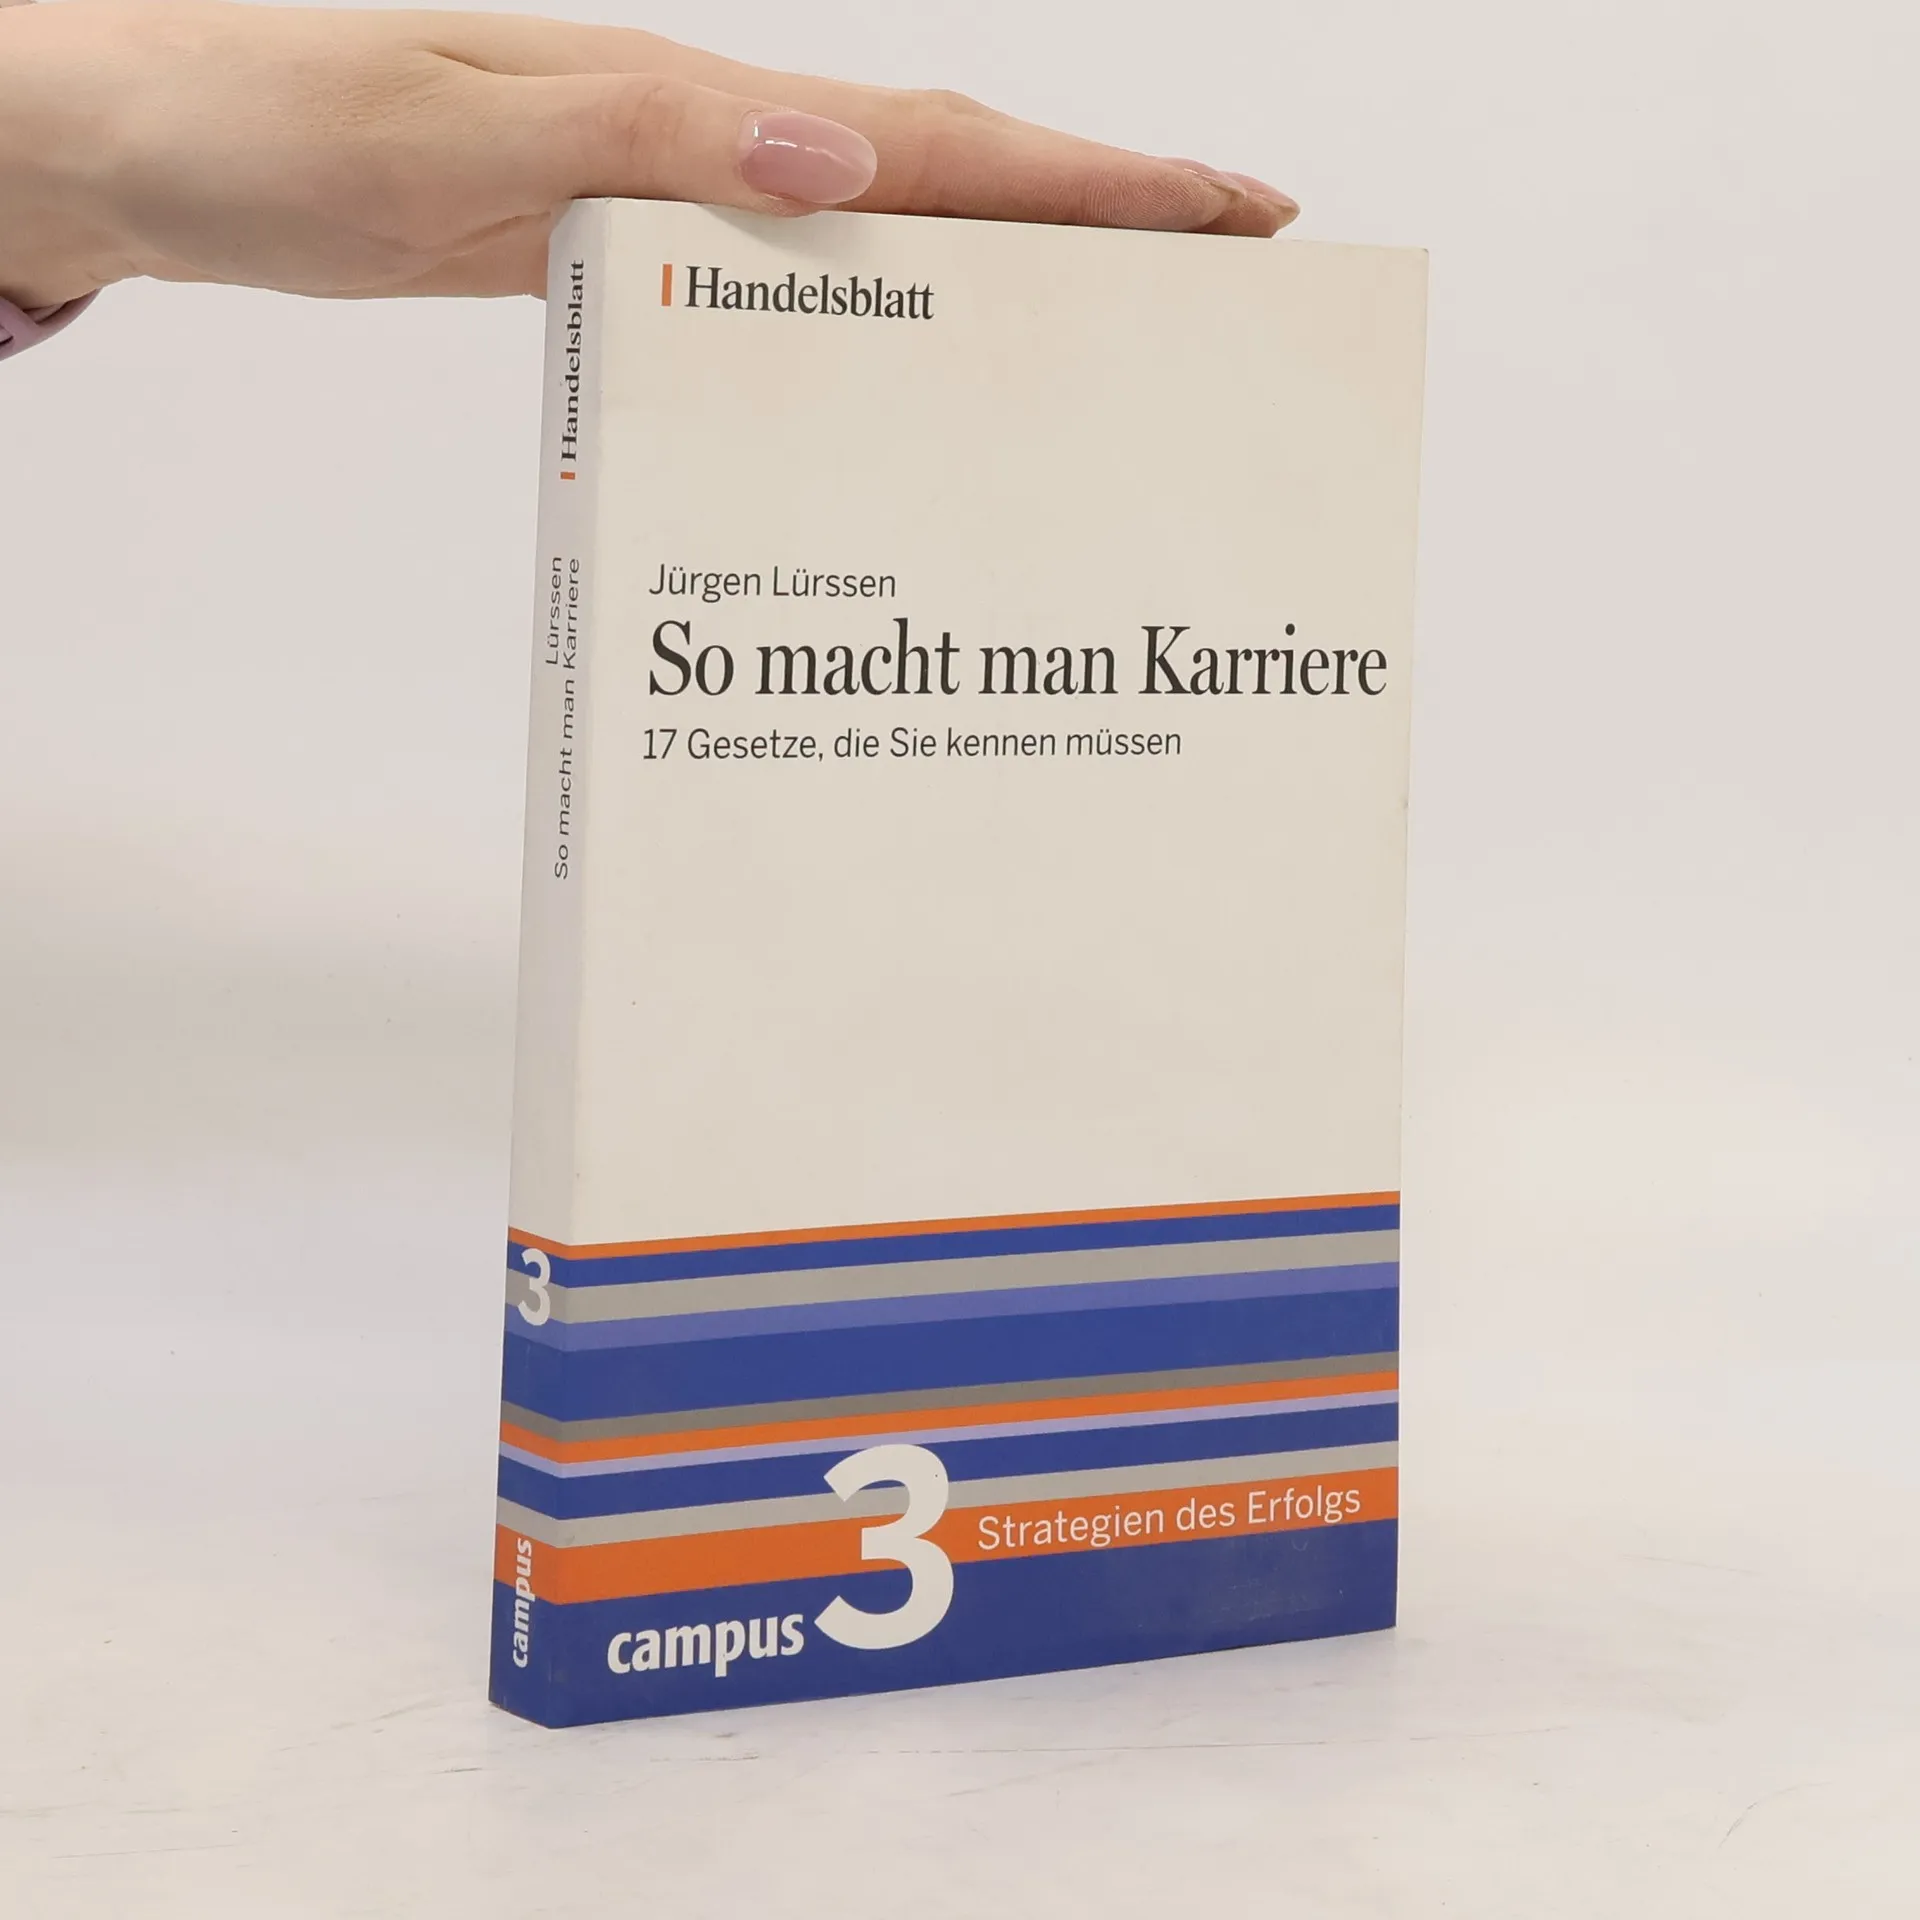 Handelsblatt
Jürgen Lürssen
So macht man Karriere
17 Gesetze, die Sie kennen müssen
3
Strategien des Erfolgs
campus
Handelsblatt
Lürssen
So macht man Karriere
3
campus